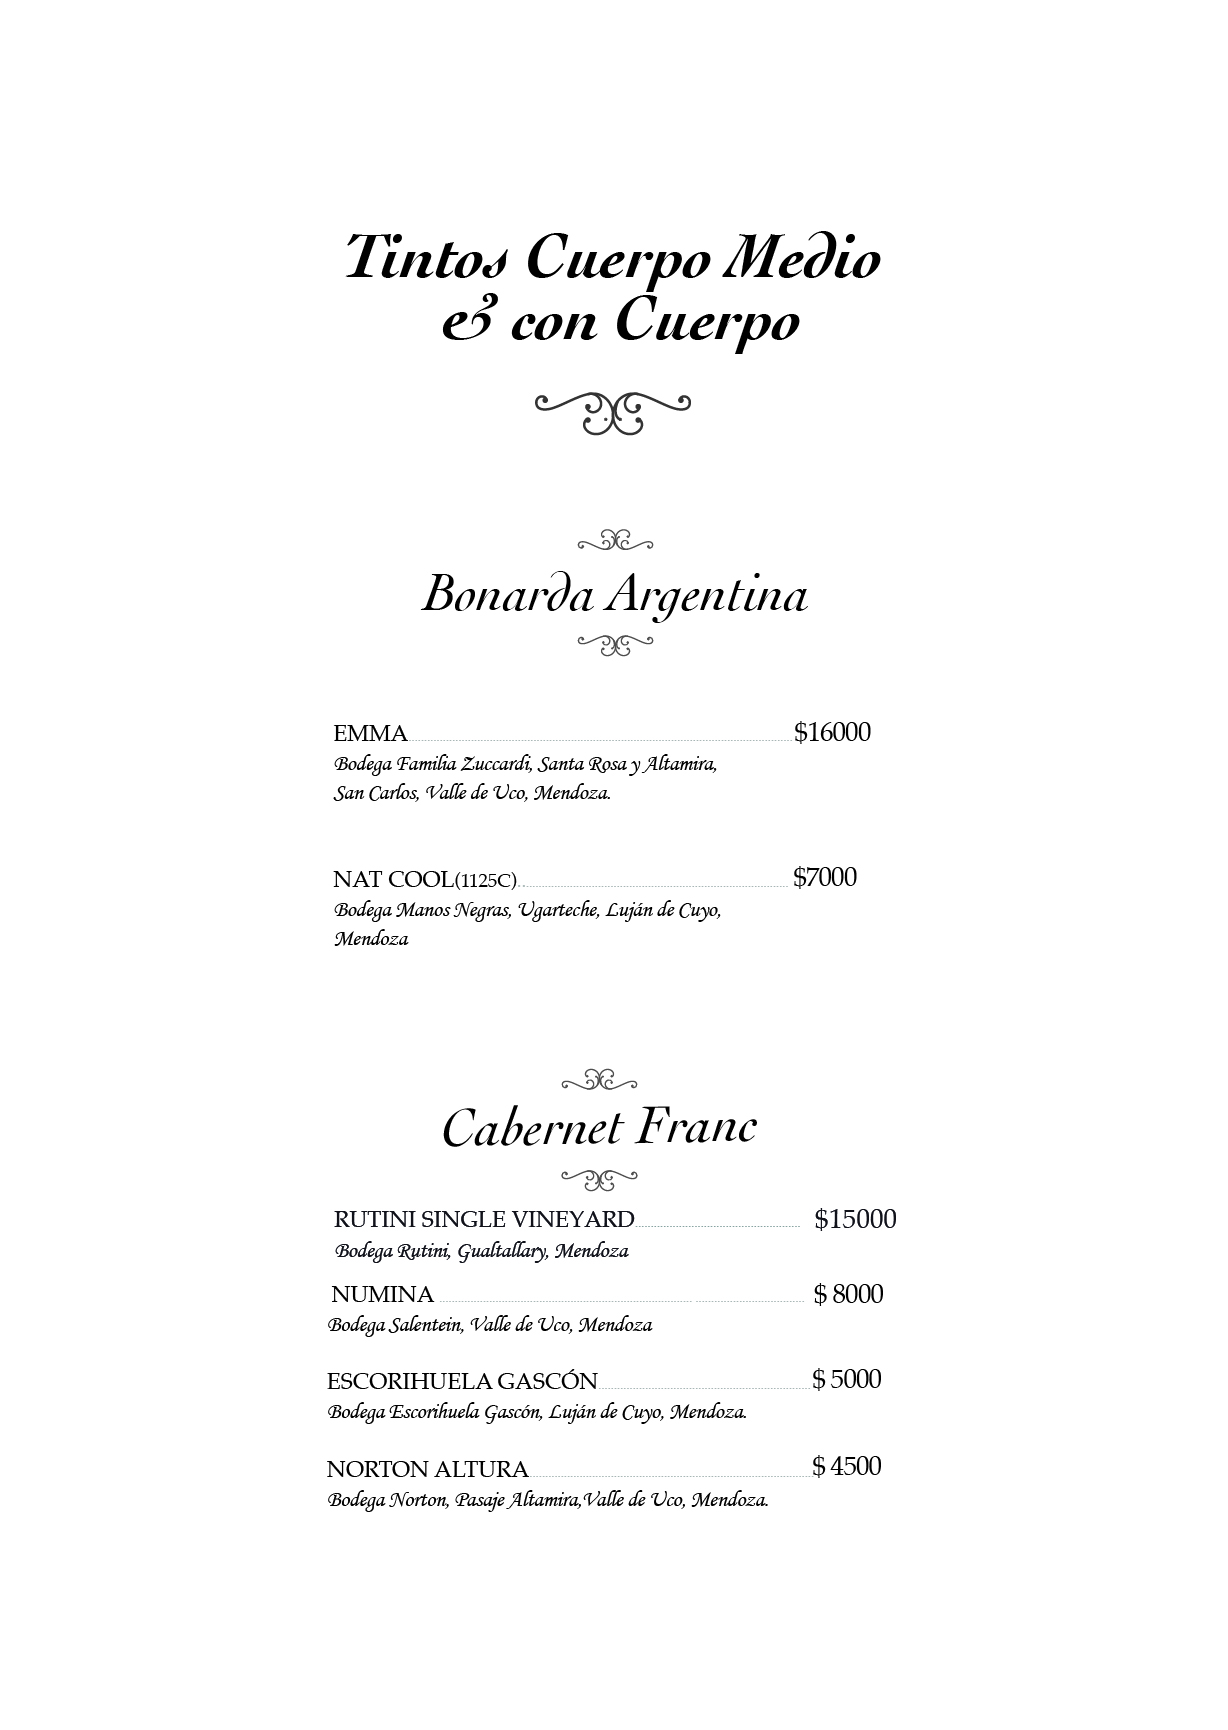 Tintos Cuerpo Medio
& con Cuerpo
Bonarda Argentina
EMMA $16000
Bodega Familia Zuccardi, Santa Rosa y Altamira,
San Carlos, Valle de Uco, Mendoza.
NAT COOL(1125C) $7000
Bodega Manos Negras, Ugarteche, Luján de Cuyo,
Mendoza
Cabernet Franc
RUTINI SINGLE VINEYARD $15000
Bodega Rutini, Gualtallary, Mendoza
NUMINA $ 8000
Bodega Salentein, Valle de Uco, Mendoza
ESCORIHUELA GASCÓN $ 5000
Bodega Escorihuela Gascón, Luján de Cuyo, Mendoza.
NORTON ALTURA $ 4500
Bodega Norton, Pasaje Altamira,Valle de Uco, Mendoza.